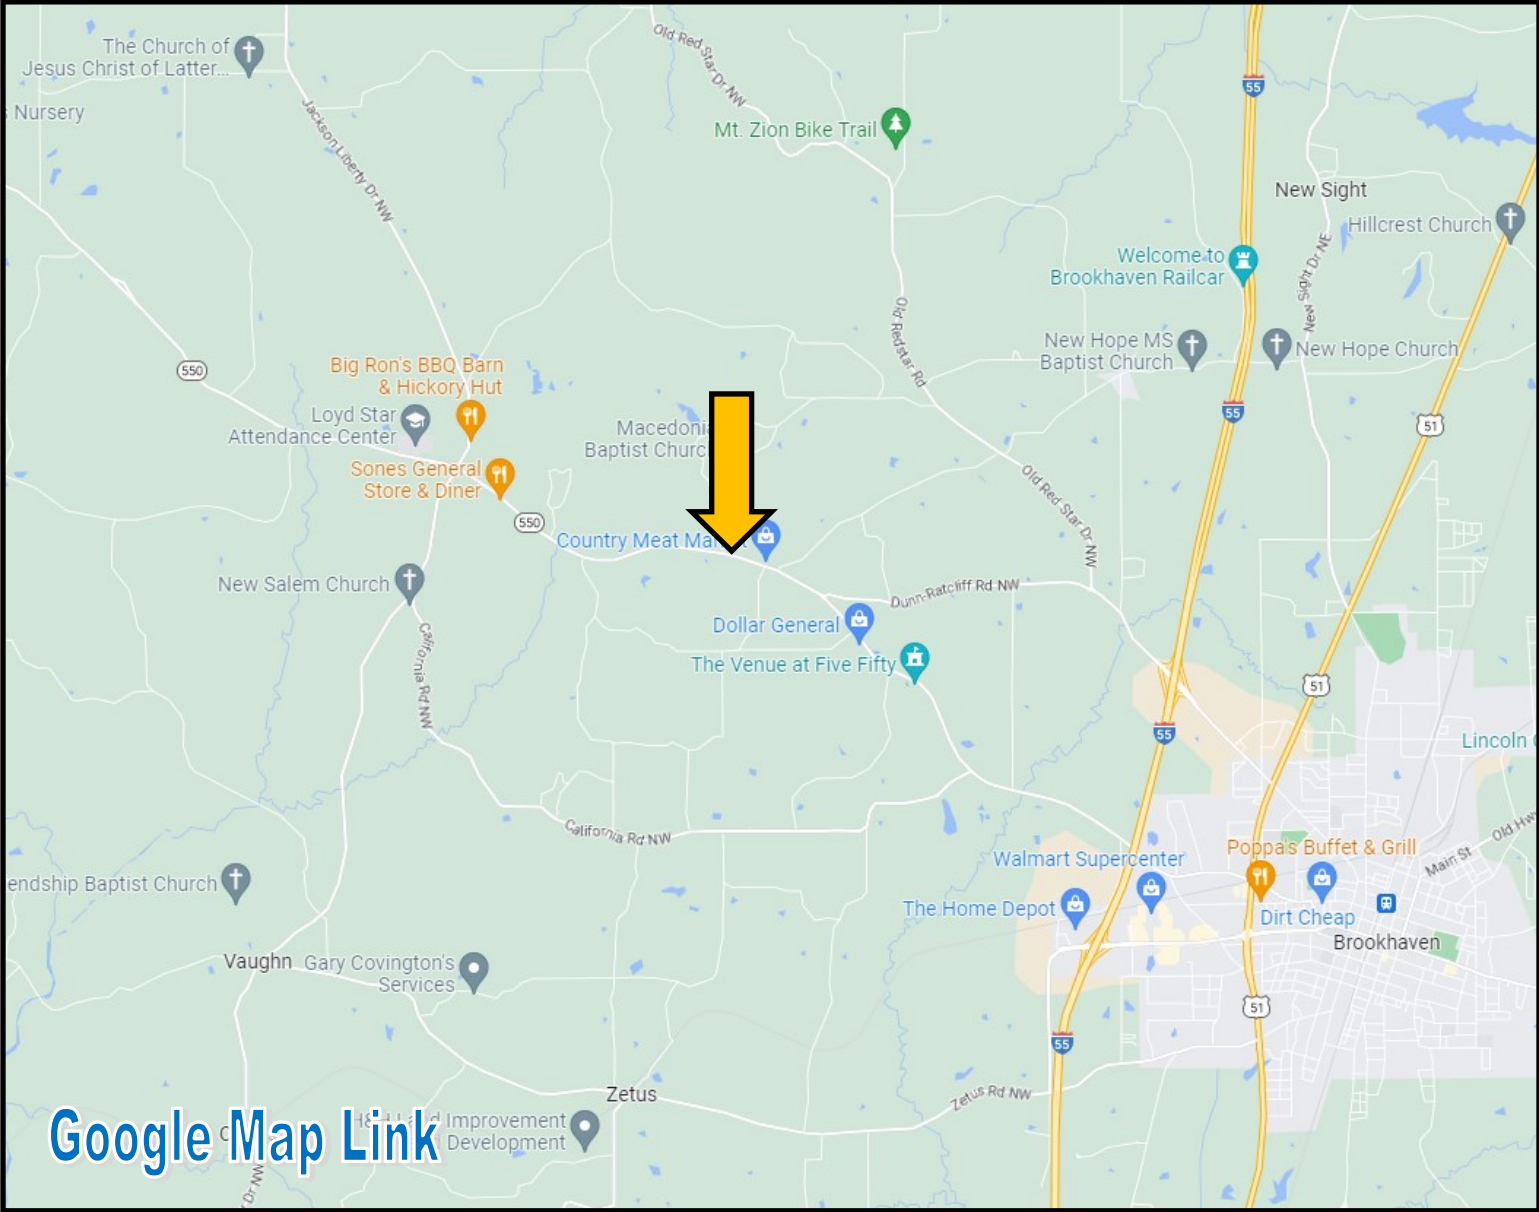 The Church of
Jesus Christ of Latter...
Nursery
Old Red Star Dr NW
Jackson Liberty Dr NW
Mt. Zion Bike Trail
55
New Sight
Hillcrest Church
Welcome to
Brookhaven Railcar
New Sight Dr NE
Old Redstar Rd
New Hope MS
Baptist Church
New Hope Church
550
Big Ron's BBQ Barn
& Hickory Hut
Loyd Star
Attendance Center
55
51
Macedoni
Baptist Churc
Sones General
Store & Diner
Old Red Star Dr NW
550
Country Meat Ma
New Salem Church
Dunn-Ratcliff Rd NW
Dollar General
The Venue at Five Fifty
California Rd NW
51
55
Lincoln
California Rd NW
Old Hw
Poppa's Buffet & Grill
Main St
Walmart Supercenter
endship Baptist Church
The Home Depot
Dirt Cheap
Brookhaven
Vaughn
Gary Covington's
Services
51
55
Zetus
Zetus Rd NW
Improvement
Development
Google Map Link
Dr NW